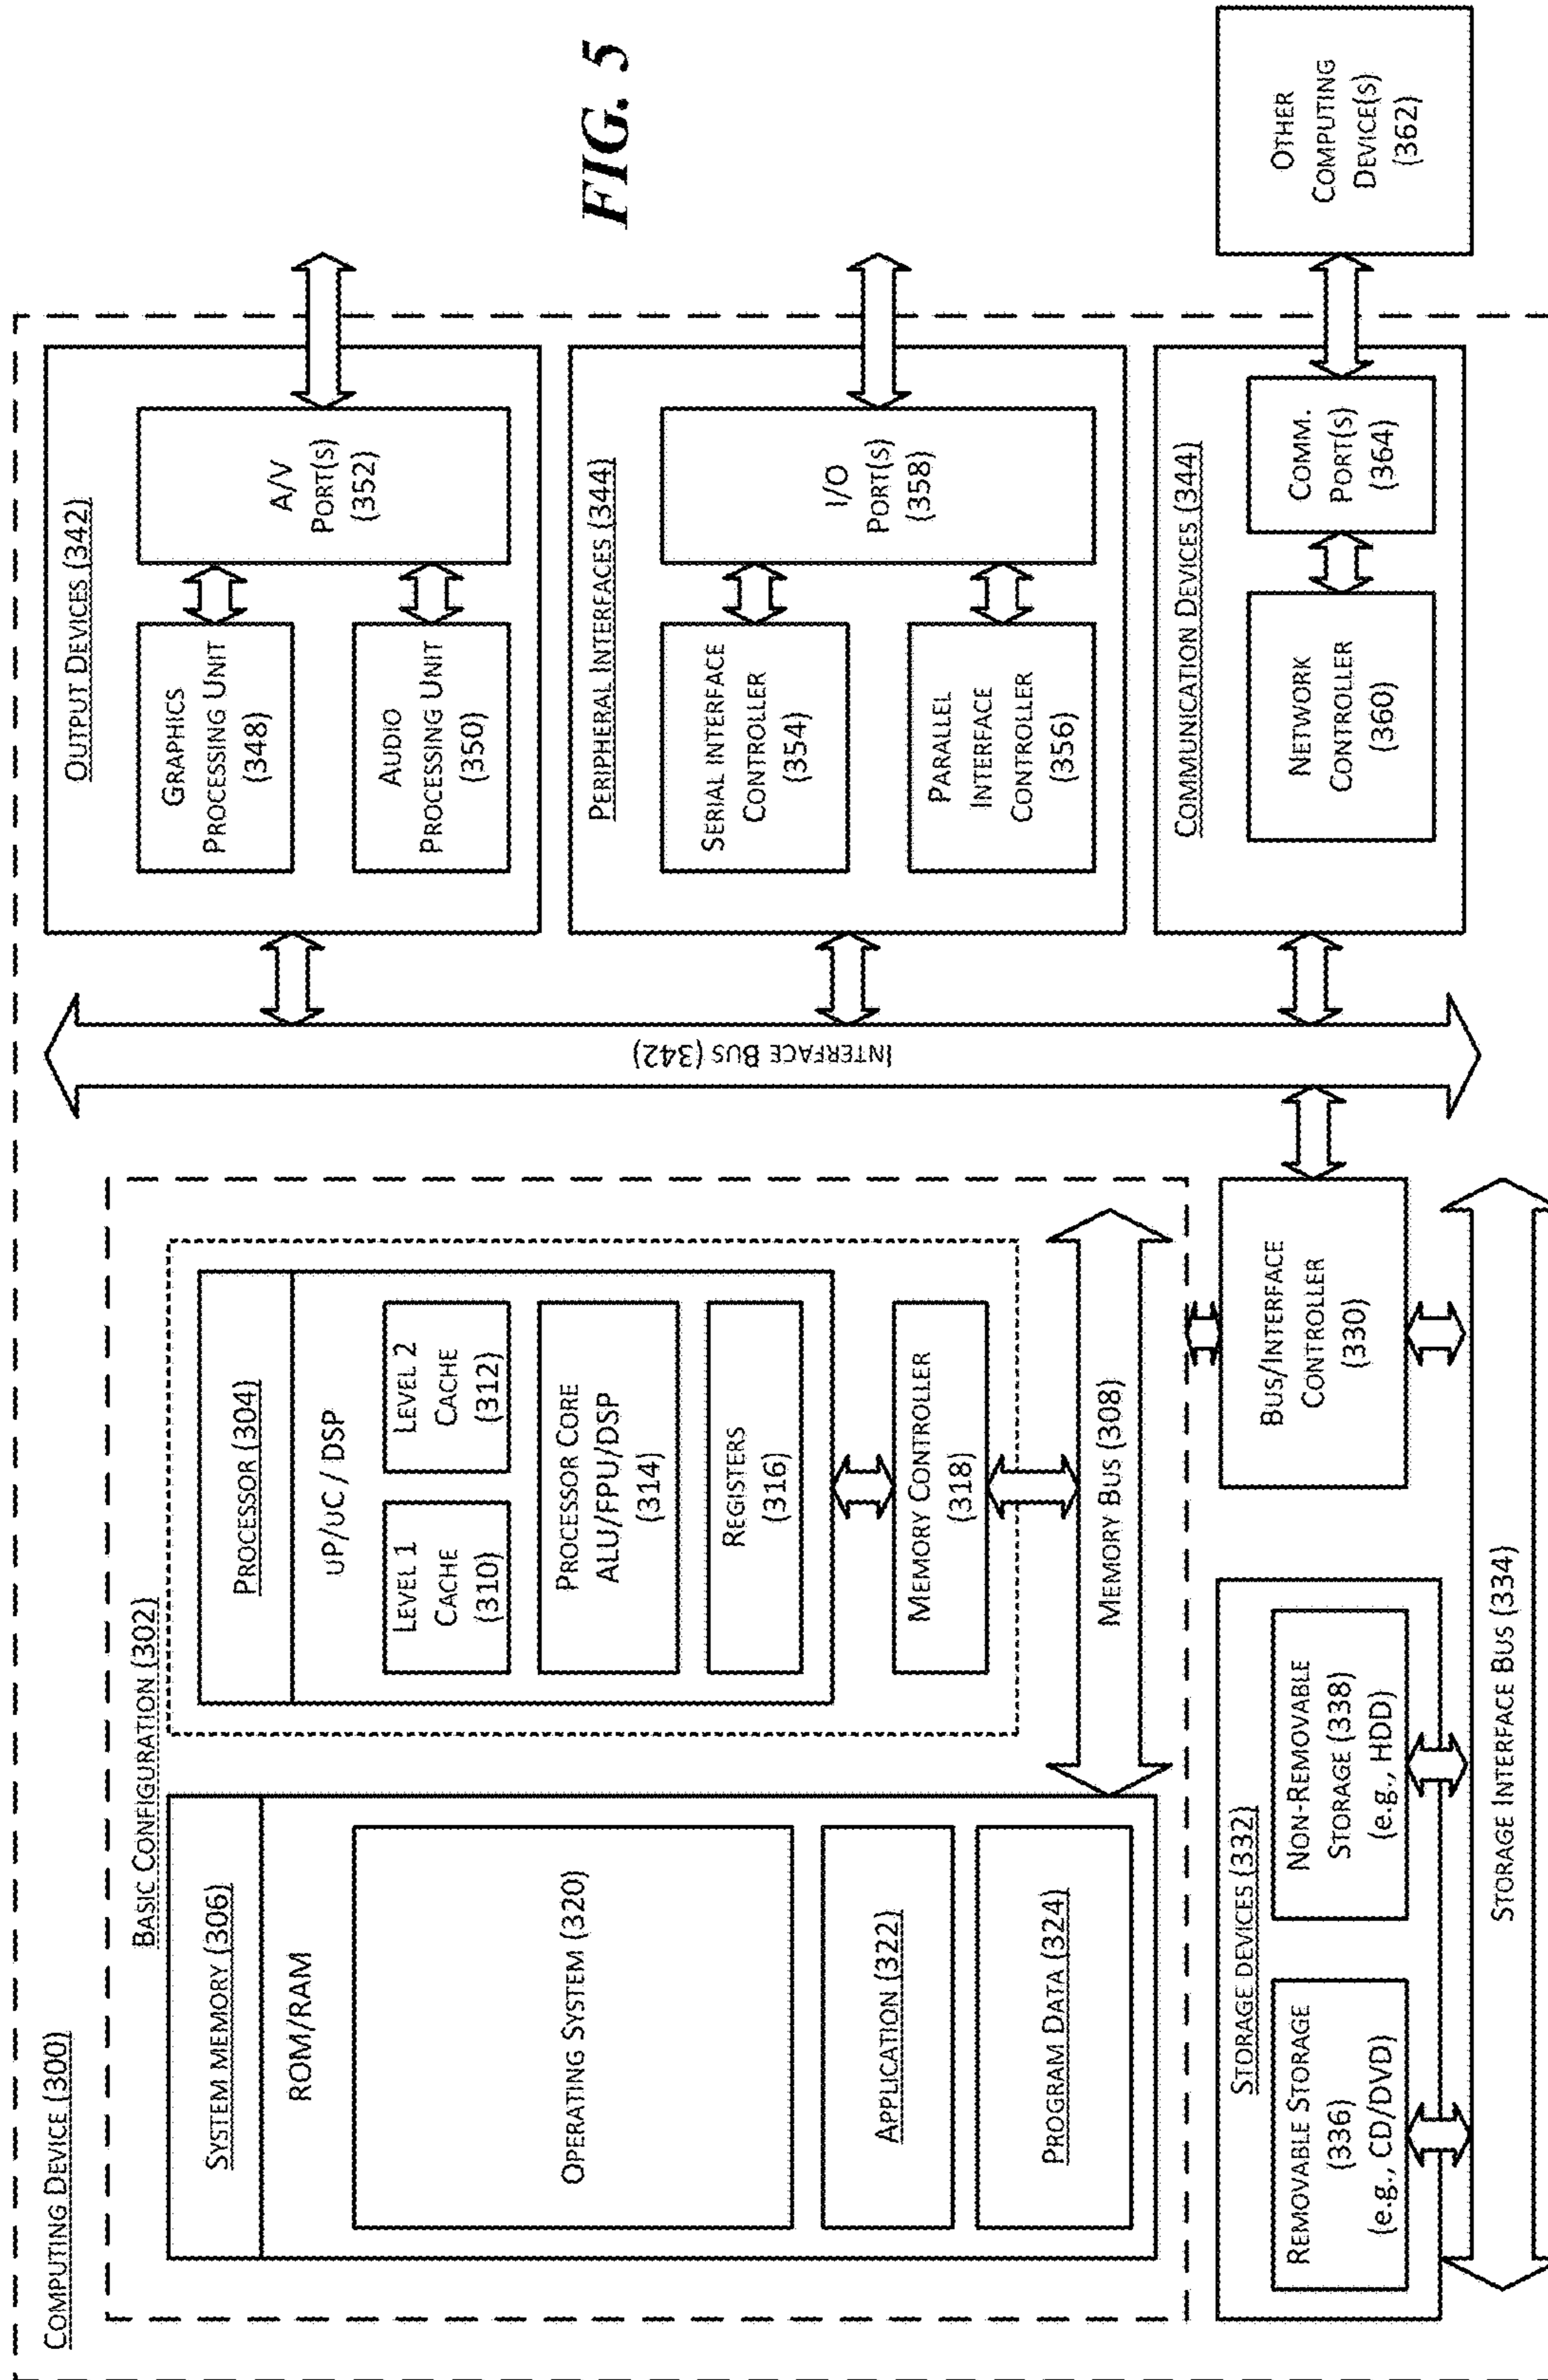 COMPUTING DEVICE (300)
BASIC CONFIGURATION (302)
SYSTEM MEMORY (306)
ROM/RAM
OPERATING SYSTEM (320)
APPLICATION (322)
PROGRAM DATA (324)
PROCESSOR (304)
uP/uC / DSP
LEVEL 1
CACHE
(310)
LEVEL 2
CACHE
(312)
PROCESSOR CORE
ALU/FPU/DSP
(314)
REGISTERS
(316)
MEMORY CONTROLLER
(318)
MEMORY BUS (308)
BUS/INTERFACE
CONTROLLER
(330)
STORAGE DEVICES (332)
REMOVABLE STORAGE
(336)
(e.g., CD/DVD)
NON-REMOVABLE
STORAGE (338)
(e.g., HDD)
STORAGE INTERFACE BUS (334)
INTERFACE BUS (342)
OUTPUT DEVICES (342)
GRAPHICS
PROCESSING UNIT
(348)
AUDIO
PROCESSING UNIT
(350)
A/V
PORT(S)
(352)
PERIPHERAL INTERFACES (344)
SERIAL INTERFACE
CONTROLLER
(354)
PARALLEL
INTERFACE
CONTROLLER
(356)
I/O
PORT(S)
(358)
COMMUNICATION DEVICES (344)
NETWORK
CONTROLLER
(360)
COMM.
PORT(S)
(364)
OTHER
COMPUTING
DEVICE(S)
(362)
FIG. 5